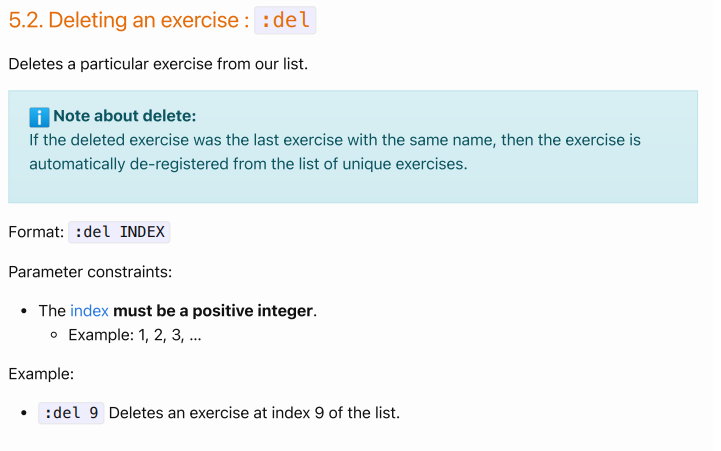 5.2. Deleting an exercise : :del
Deletes a particular exercise from our list.
ℹ️ Note about delete:
If the deleted exercise was the last exercise with the same name, then the exercise is
automatically de-registered from the list of unique exercises.
Format: :del INDEX
Parameter constraints:
• The index must be a positive integer.
◦ Example: 1, 2, 3, ...
Example:
• :del 9 Deletes an exercise at index 9 of the list.